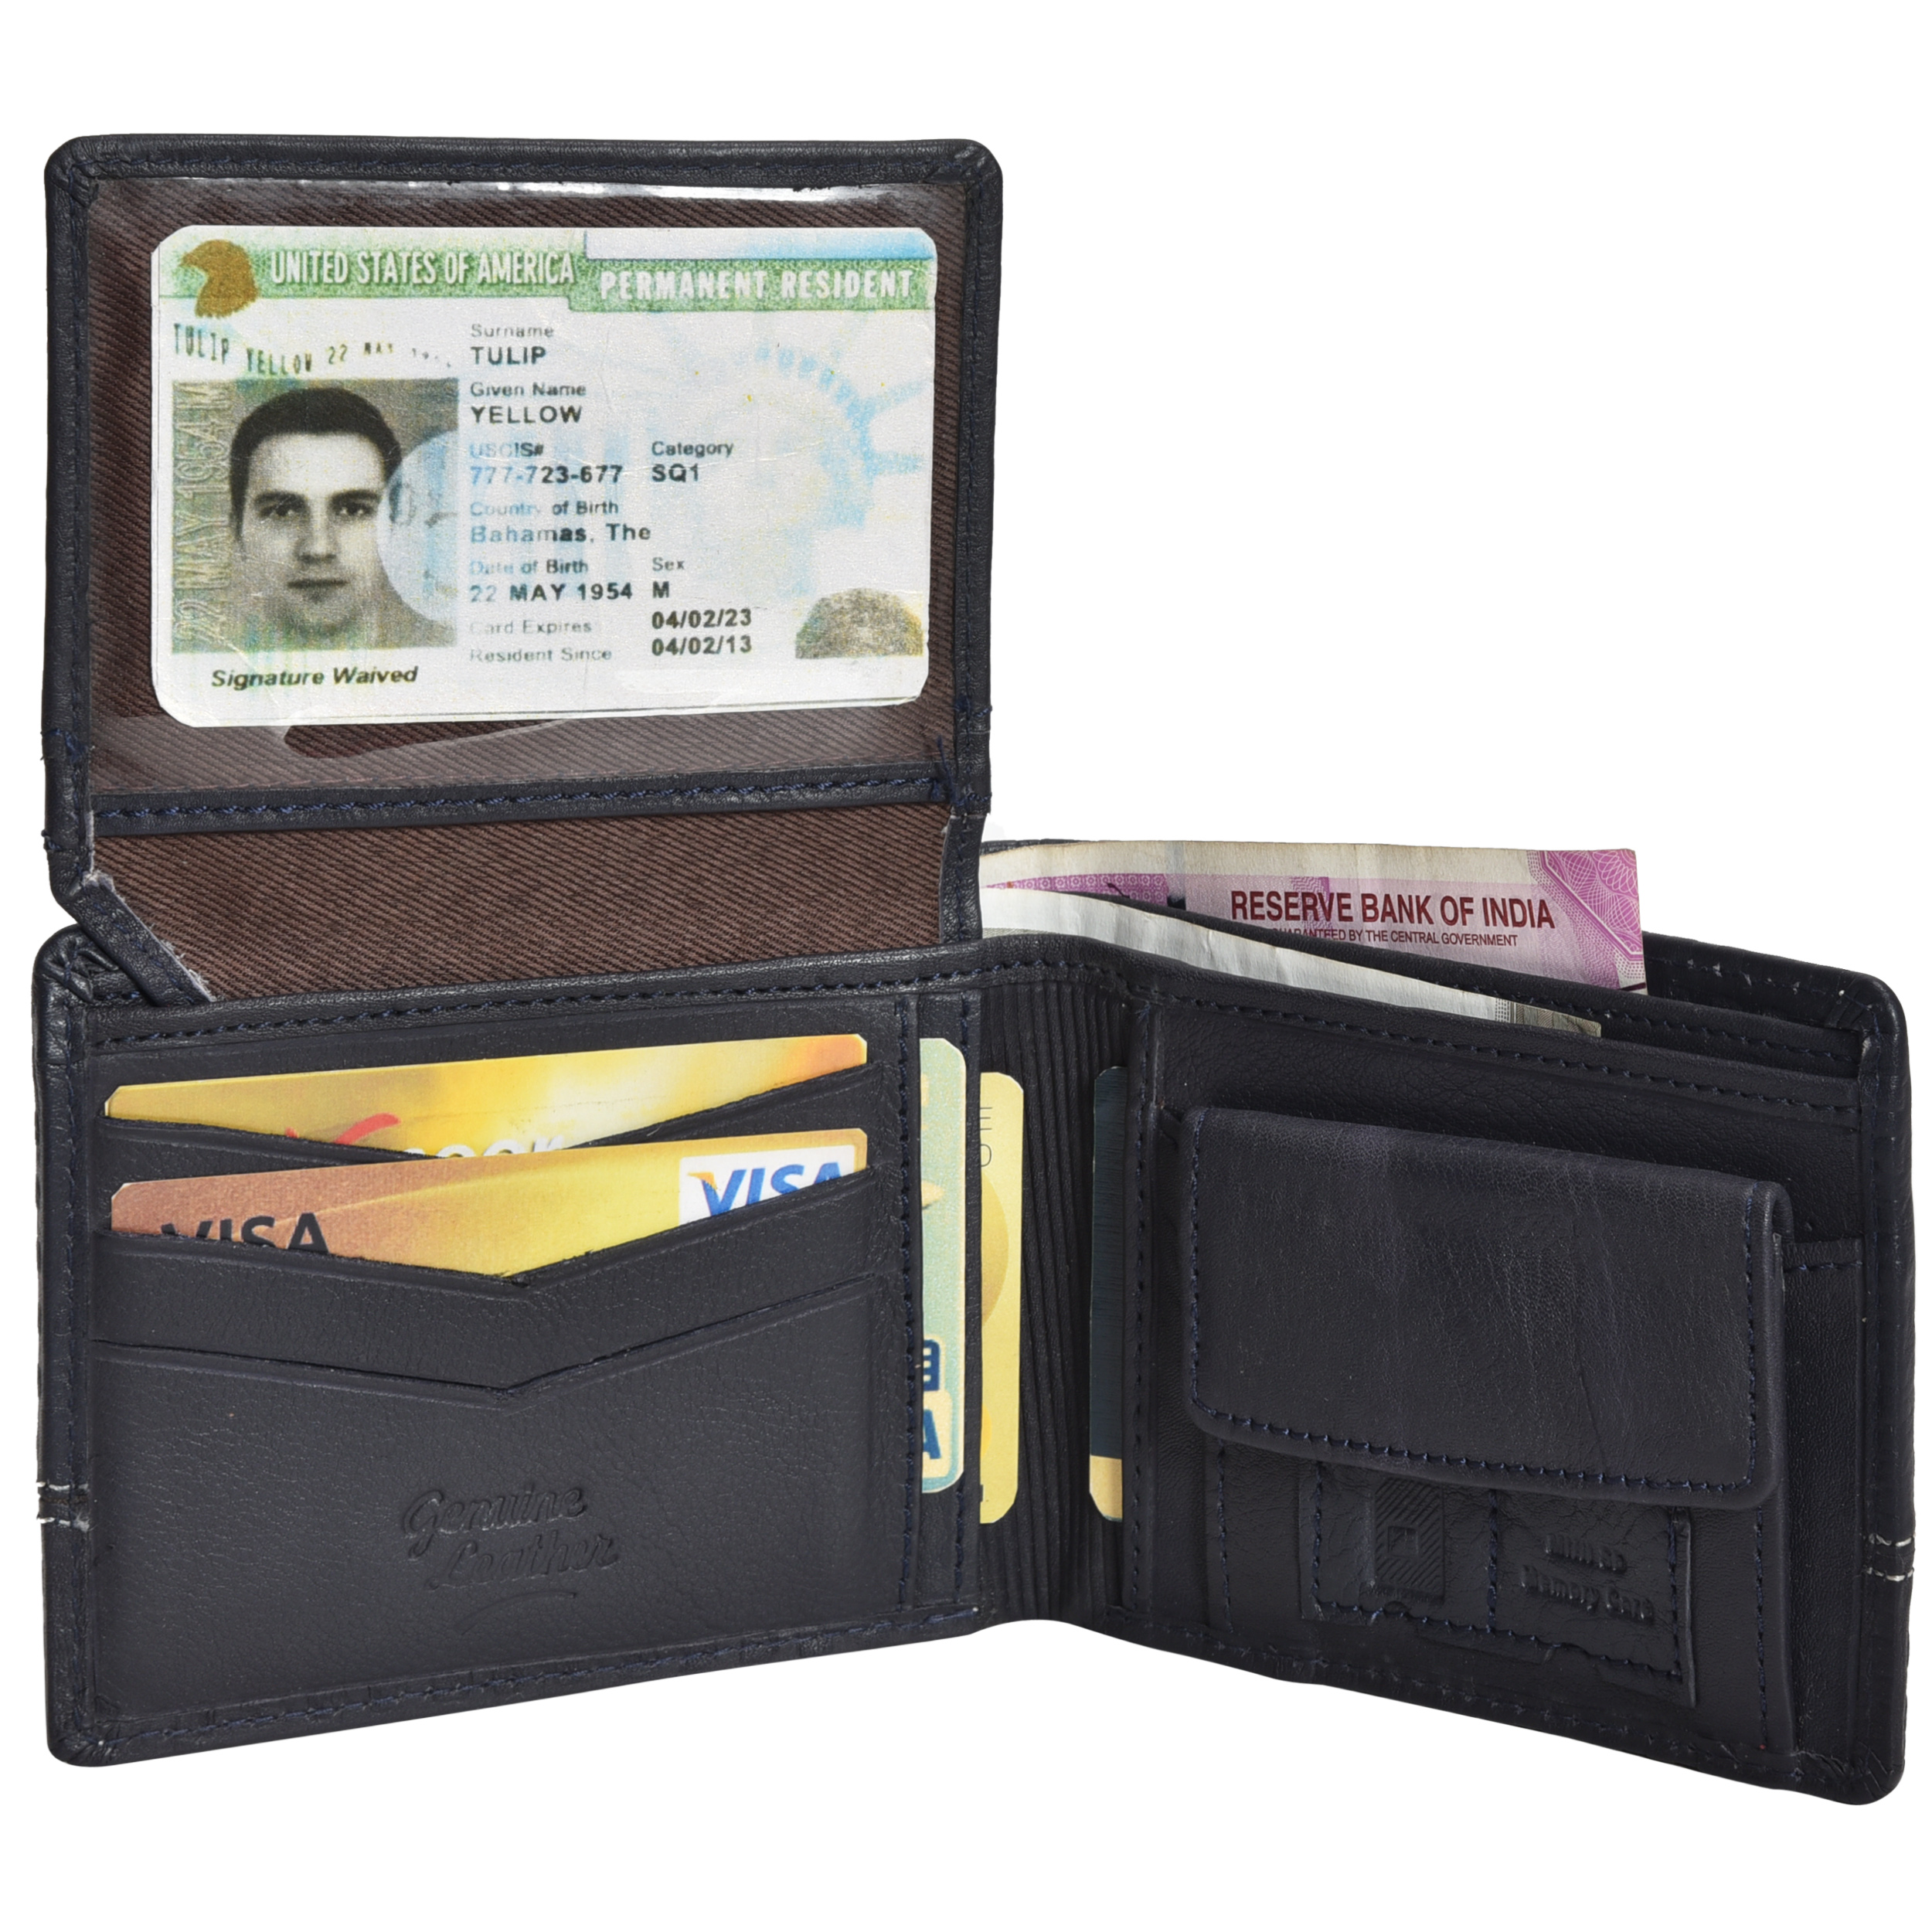 UNITED STATES OF AMERICA
PERMANENT RESIDENT
TULIP YELLOW 22 MAY
Surname
TULIP
Given Name
YELLOW
USCIS# Category
777-723-677 SQ1
Country of Birth
Bahamas, The
Date of Birth Sex
22 MAY 1954 M
Card Expires 04/02/23
Resident Since 04/02/13
22 MAY 1954 M
Signature Waived
RESERVE BANK OF INDIA
GUARANTEED BY THE CENTRAL GOVERNMENT
VISA
VISA
Genuine
Leather
Memory Card